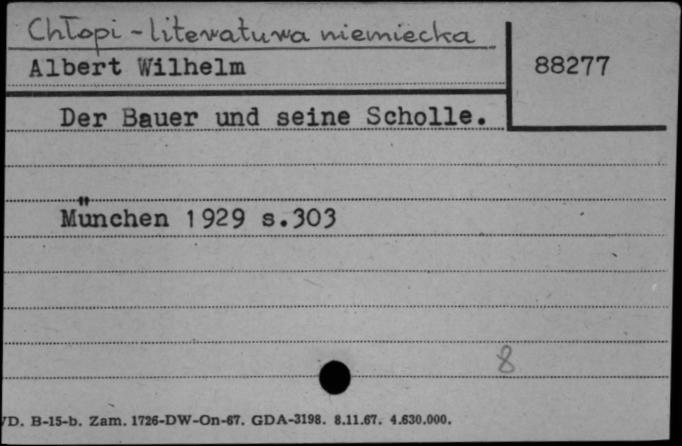 Chłopi - literatura niemiecka
Albert Wilhelm
88277
Der Bauer und seine Scholle.
München 1929 s.303
8
D. B-15-b. Zam. 1726-DW-On-67. GDA-3198. 8.11.67. 4.630.000.